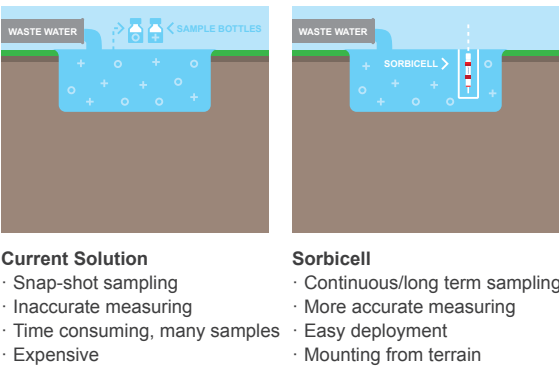 WASTE WATER
SAMPLE BOTTLES
WASTE WATER
SORBICELL
Current Solution
· Snap-shot sampling
· Inaccurate measuring
· Time consuming, many samples
· Expensive
Sorbicell
· Continuous/long term sampling
· More accurate measuring
· Easy deployment
· Mounting from terrain